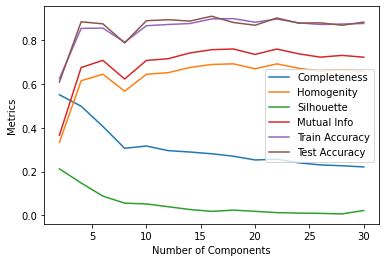 0.8
0.6
0.4
0.2
0.0
Metrics
Completeness
Homogenity
Silhouette
Mutual Info
Train Accuracy
Test Accuracy
5 10 15 20 25 30
Number of Components